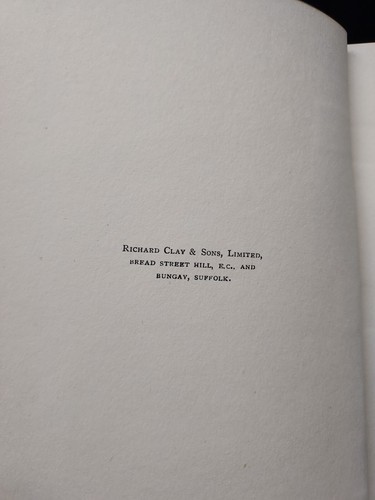 Richard Clay & Sons, Limited,
BREAD STREET HILL, E.C., AND
BUNGAY, SUFFOLK.